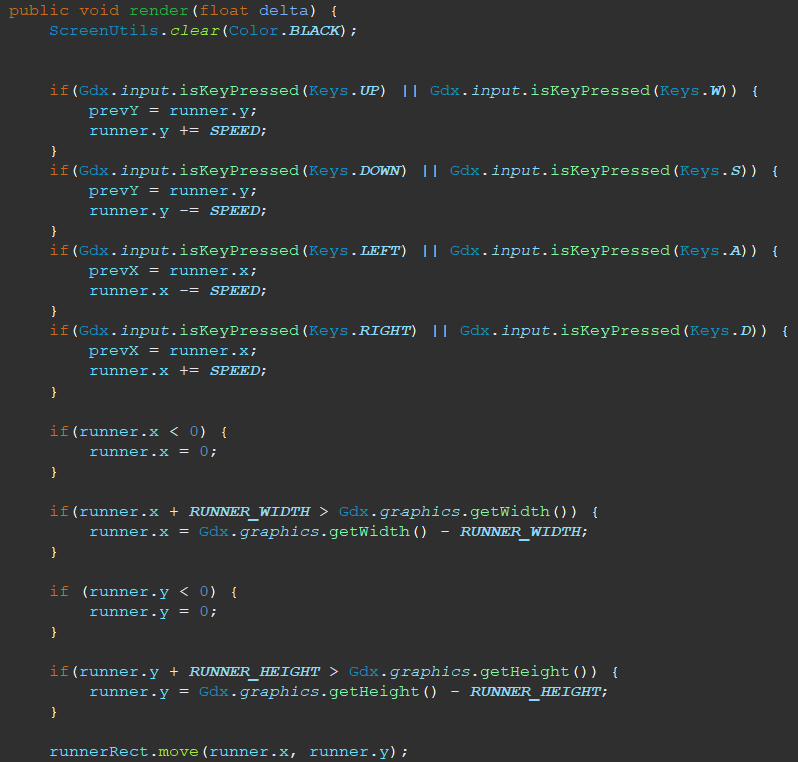 public void render(float delta) {
    ScreenUtils.clear(Color.BLACK);
    if(Gdx.input.isKeyPressed(Keys.UP) || Gdx.input.isKeyPressed(Keys.W)) {
        prevY = runner.y;
        runner.y += SPEED;
    }
    if(Gdx.input.isKeyPressed(Keys.DOWN) || Gdx.input.isKeyPressed(Keys.S)) {
        prevY = runner.y;
        runner.y -= SPEED;
    }
    if(Gdx.input.isKeyPressed(Keys.LEFT) || Gdx.input.isKeyPressed(Keys.A)) {
        prevX = runner.x;
        runner.x -= SPEED;
    }
    if(Gdx.input.isKeyPressed(Keys.RIGHT) || Gdx.input.isKeyPressed(Keys.D)) {
        prevX = runner.x;
        runner.x += SPEED;
    }
    if(runner.x < 0) {
        runner.x = 0;
    }
    if(runner.x + RUNNER_WIDTH > Gdx.graphics.getWidth()) {
        runner.x = Gdx.graphics.getWidth() - RUNNER_WIDTH;
    }
    if (runner.y < 0) {
        runner.y = 0;
    }
    if(runner.y + RUNNER_HEIGHT > Gdx.graphics.getHeight()) {
        runner.y = Gdx.graphics.getHeight() - RUNNER_HEIGHT;
    }
    runnerRect.move(runner.x, runner.y);